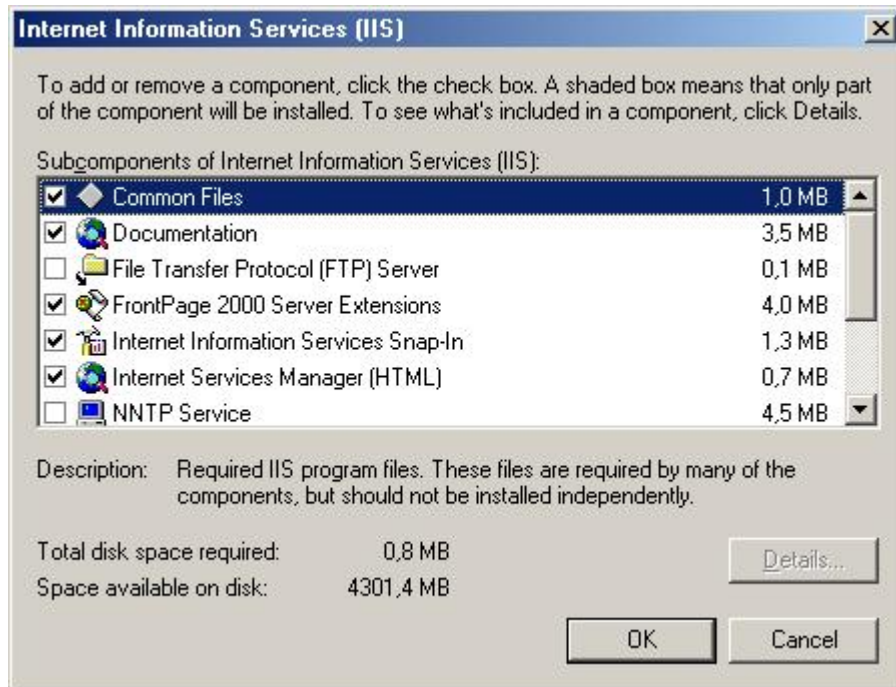 Internet Information Services (IIS)
To add or remove a component, click the check box. A shaded box means that only part
of the component will be installed. To see what's included in a component, click Details.
Subcomponents of Internet Information Services (IIS):
Common Files 1,0 MB
Documentation 3,5 MB
File Transfer Protocol (FTP) Server 0,1 MB
FrontPage 2000 Server Extensions 4,0 MB
Internet Information Services Snap-In 1,3 MB
Internet Services Manager (HTML) 0,7 MB
NNTP Service 4,5 MB
Description: Required IIS program files. These files are required by many of the
components, but should not be installed independently.
Total disk space required: 0,8 MB
Space available on disk: 4301,4 MB
Details...
OK Cancel